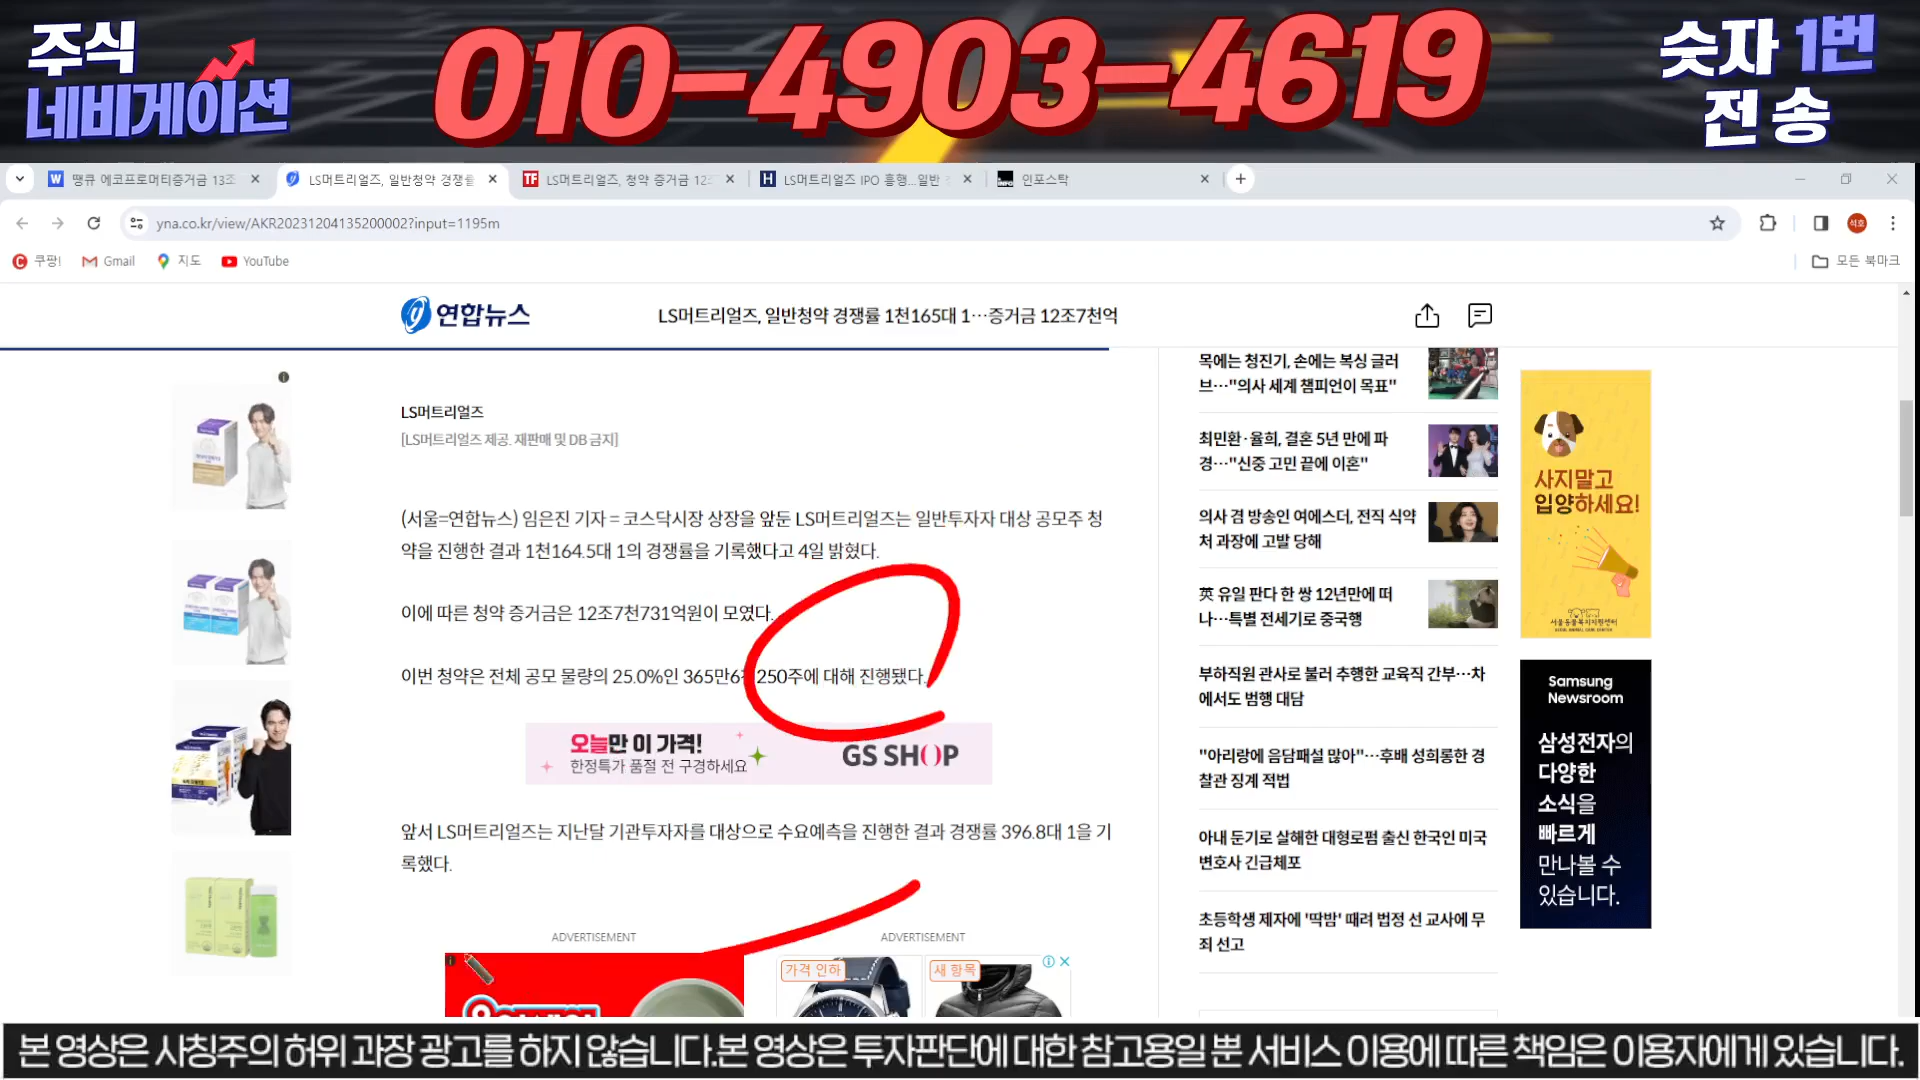 주식
네비게이션
010-4903-4619
숫자 1번
전송
땡큐 에코프로머티증거금 13조
LS머트리얼즈, 일반청약 경쟁률
LS머트리얼즈, 청약 증거금 12조
LS머트리얼즈 IPO 흥행...일반
인포스탁
yna.co.kr/view/AKR20231204135200002?input=1195m
석호
쿠팡!
Gmail
지도
YouTube
모든 북마크
연합뉴스
LS머트리얼즈, 일반청약 경쟁률 1천165대 1…증거금 12조7천억
LS머트리얼즈
[LS머트리얼즈 제공. 재판매 및 DB 금지]
(서울=연합뉴스) 임은진 기자 = 코스닥시장 상장을 앞둔 LS머트리얼즈는 일반투자자 대상 공모주 청
약을 진행한 결과 1천164.5대 1의 경쟁률을 기록했다고 4일 밝혔다.
이에 따른 청약 증거금은 12조7천731억원이 모였다.
이번 청약은 전체 공모 물량의 25.0%인 365만6천250주에 대해 진행됐다.
오늘만 이 가격!
한정특가 품절 전 구경하세요
GS SHOP
앞서 LS머트리얼즈는 지난달 기관투자자를 대상으로 수요예측을 진행한 결과 경쟁률 396.8대 1을 기
록했다.
ADVERTISEMENT
ADVERTISEMENT
가격 인하
새 항목
목에는 청진기, 손에는 복싱 글러
브…"의사 세계 챔피언이 목표"
최민환·율희, 결혼 5년 만에 파
경…"신중 고민 끝에 이혼"
의사 겸 방송인 여에스더, 전직 식약
처 과장에 고발 당해
英 유일 판다 한 쌍 12년만에 떠
나…특별 전세기로 중국행
부하직원 관사로 불러 추행한 교육직 간부…차
에서도 범행 대담
"아리랑에 음담패설 많아"…후배 성희롱한 경
찰관 징계 적법
아내 둔기로 살해한 대형로펌 출신 한국인 미국
변호사 긴급체포
초등학생 제자에 '딱밤' 때려 법정 선 교사에 무
죄 선고
사지말고
입양하세요!
서울동물복지지원센터
Samsung
Newsroom
삼성전자의
다양한
소식을
빠르게
만나볼 수
있습니다.
본 영상은 사칭주의 허위 과장 광고를 하지 않습니다.본 영상은 투자판단에 대한 참고용일 뿐 서비스 이용에 따른 책임은 이용자에게 있습니다.